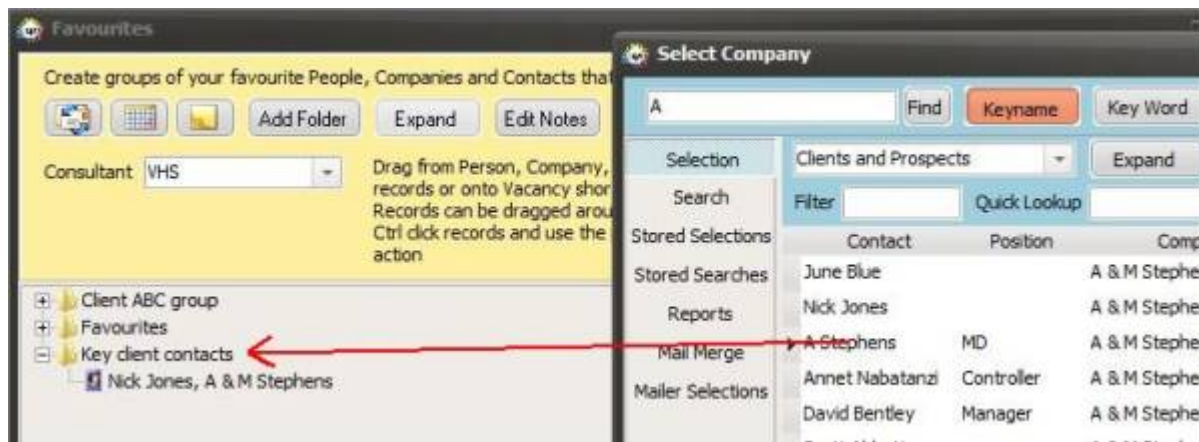 Favourites
Create groups of your favourite People, Companies and Contacts that
Add Folder Expand Edit Notes
Consultant VHS
Drag from Person, Company,
records or onto Vacancy shor
Records can be dragged arou
Ctrl click records and use the
action
Client ABC group
Favourites
Key client contacts
Nick Jones, A & M Stephens
Select Company
A Find Keyname Key Word
Selection
Search
Stored Selections
Stored Searches
Reports
Mail Merge
Mailer Selections
Clients and Prospects Expand
Filter Quick Lookup
Contact Position Comp
June Blue A & M Stephe
Nick Jones A & M Stephe
A Stephens MD A & M Stephe
Annet Nabatanzi Controller A & M Stephe
David Bentley Manager A & M Stephe